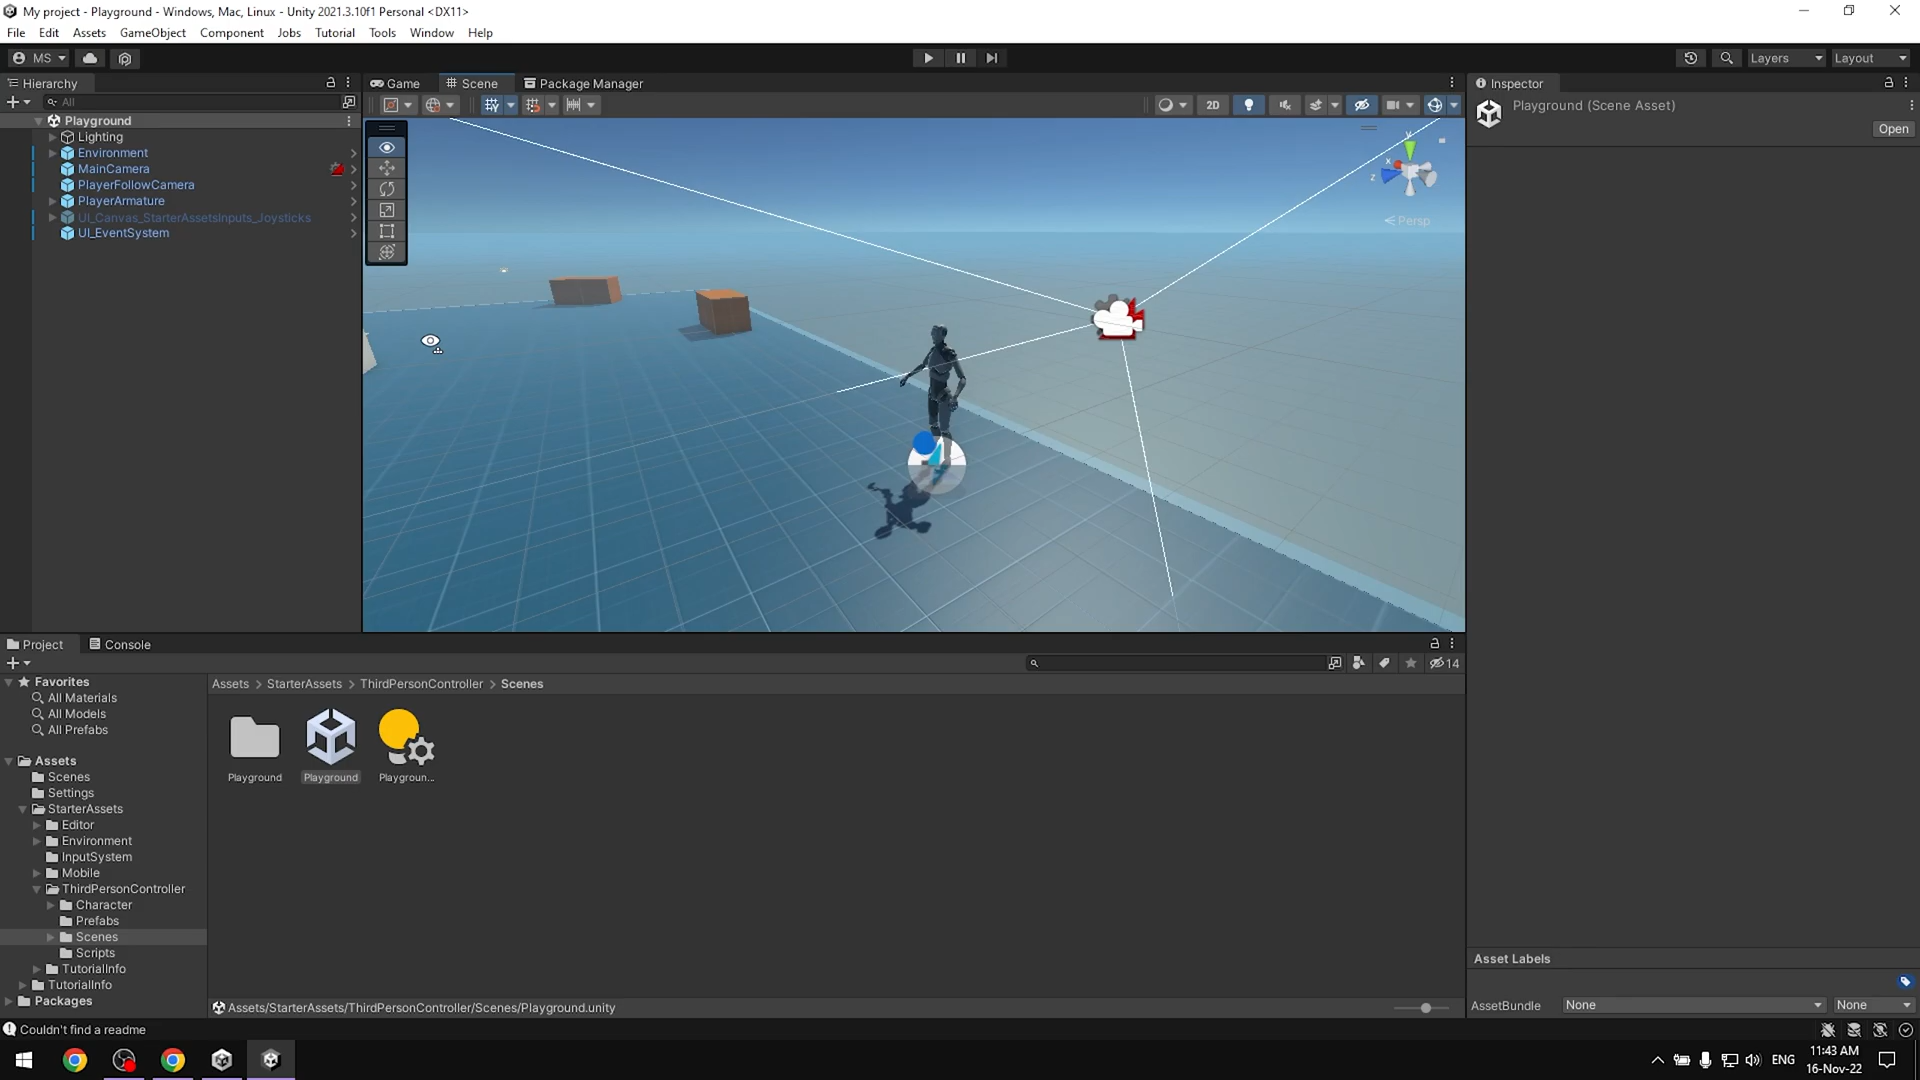 My project - Playground - Windows, Mac, Linux - Unity 2021.3.10f1 Personal <DX11>
File Edit Assets GameObject Component Jobs Tutorial Tools Window Help
MS Layers Layout
Hierarchy Game Scene Package Manager Inspector
All 2D
Playground (Scene Asset)
Open
Playground
Lighting
Environment
MainCamera
PlayerFollowCamera
PlayerArmature
UI_Canvas_StarterAssetsInputs_Joysticks
UI_EventSystem
y
x
z
Persp
Project Console
14
Favorites
All Materials
All Models
All Prefabs
Assets
Scenes
Settings
StarterAssets
Editor
Environment
InputSystem
Mobile
ThirdPersonController
Character
Prefabs
Scenes
Scripts
TutorialInfo
TutorialInfo
Packages
Assets > StarterAssets > ThirdPersonController > Scenes
Playground Playground Playgroun...
Assets/StarterAssets/ThirdPersonController/Scenes/Playground.unity
Asset Labels
AssetBundle None None
Couldn't find a readme
ENG
11:43 AM
16-Nov-22